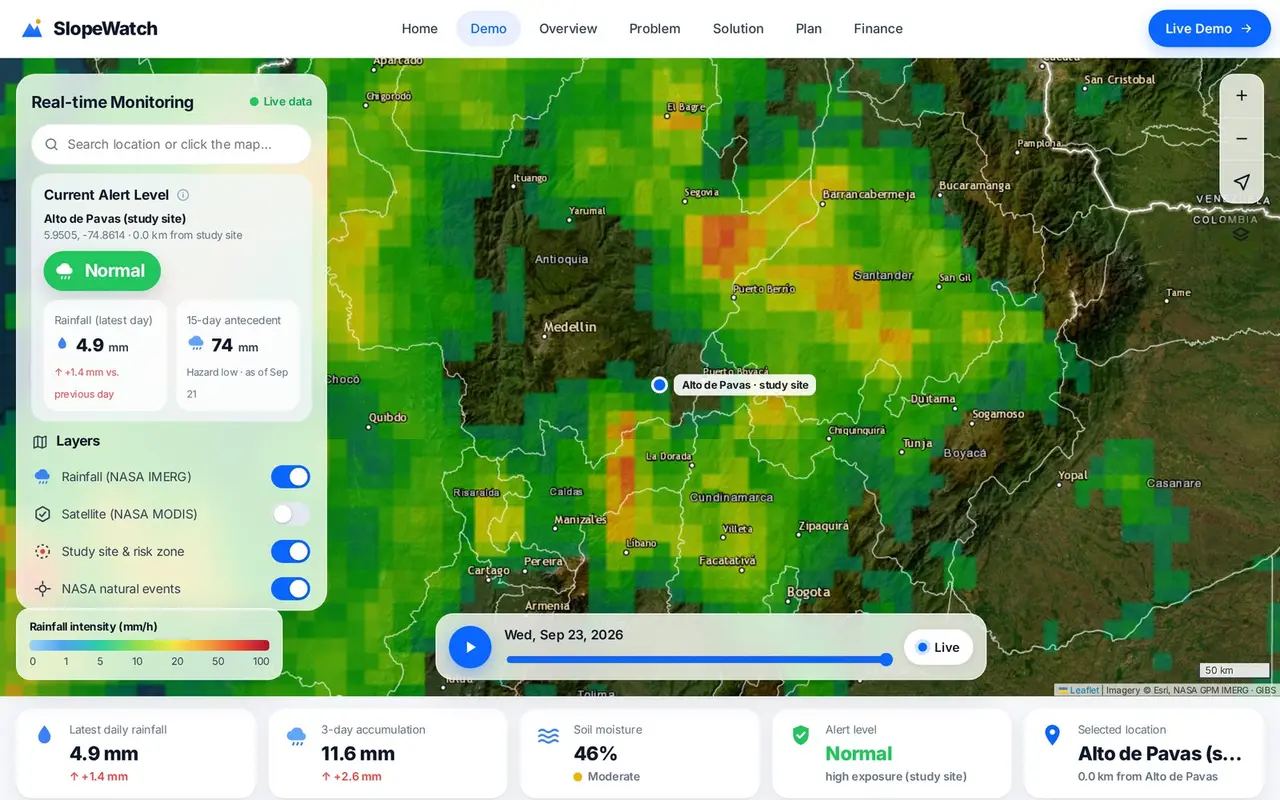 SlopeWatch
Home Demo Overview Problem Solution Plan Finance
Live Demo →
Real-time Monitoring
Live data
Search location or click the map...
Current Alert Level
Alto de Pavas (study site)
5.9505, -74.8614 · 0.0 km from study site
Normal
Rainfall (latest day)
4.9 mm
↑ +1.4 mm vs.
previous day
15-day antecedent
74 mm
Hazard low · as of Sep
21
Layers
Rainfall (NASA IMERG)
Satellite (NASA MODIS)
Study site & risk zone
NASA natural events
Rainfall intensity (mm/h)
0 1 5 10 20 50 100
Apartado
Chigorodó
El Bagre
San Cristobal
Pamplona
Ituango
Segovia
Barrancabermeja
Bucaramanga
Yarumal
VENEZUELA
COLOMBIA
Antioquia
Santander
San Gil
Puerto Berrío
Tame
Medellin
Puerto Boyacá
Chocó
Alto de Pavas · study site
Duitama
Quibdo
Sogamoso
Chiquinquirá
Tunja
La Dorada
Boyacá
Yopal
Casanare
Risaralda
Caldas
Cundinamarca
Manizales
Villeta
Zipaquirá
Líbano
Facatativá
Cartago
Pereira
Armenia
Bogota
Tolima
+
−
Wed, Sep 23, 2026
Live
50 km
Leaflet | Imagery © Esri, NASA GPM IMERG · GIBS
Latest daily rainfall
4.9 mm
↑ +1.4 mm
3-day accumulation
11.6 mm
↑ +2.6 mm
Soil moisture
46%
Moderate
Alert level
Normal
high exposure (study site)
Selected location
Alto de Pavas (s...
0.0 km from Alto de Pavas